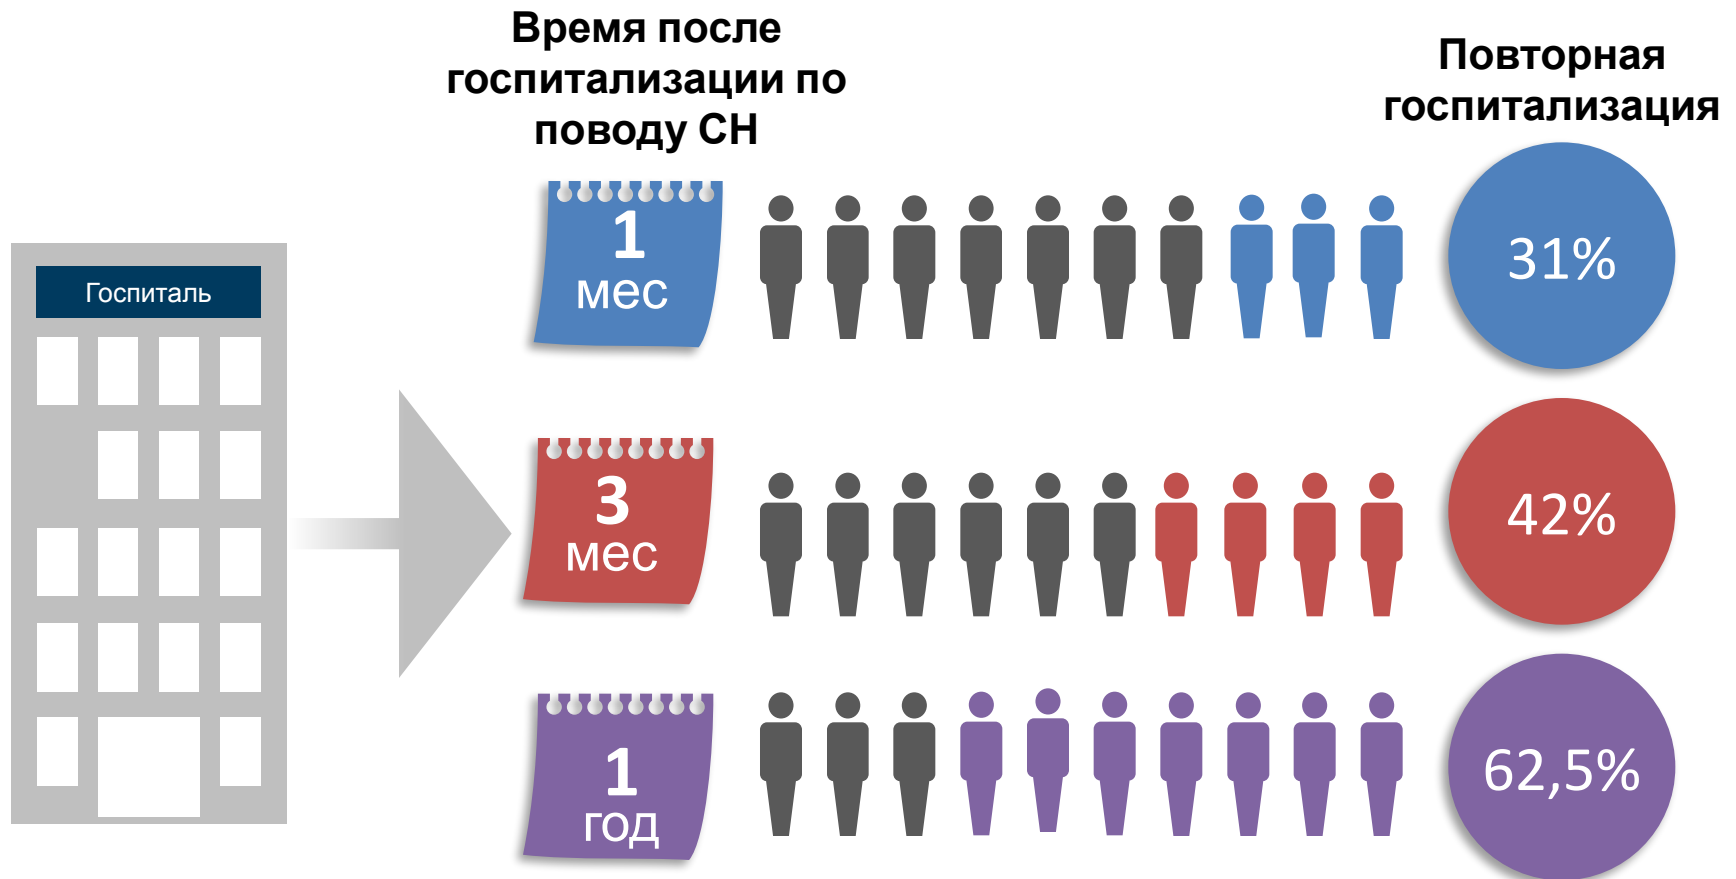 Время после
госпитализации по
поводу СН
Повторная
госпитализация
Госпиталь
1
мес
31%
3
мес
42%
1
год
62,5%